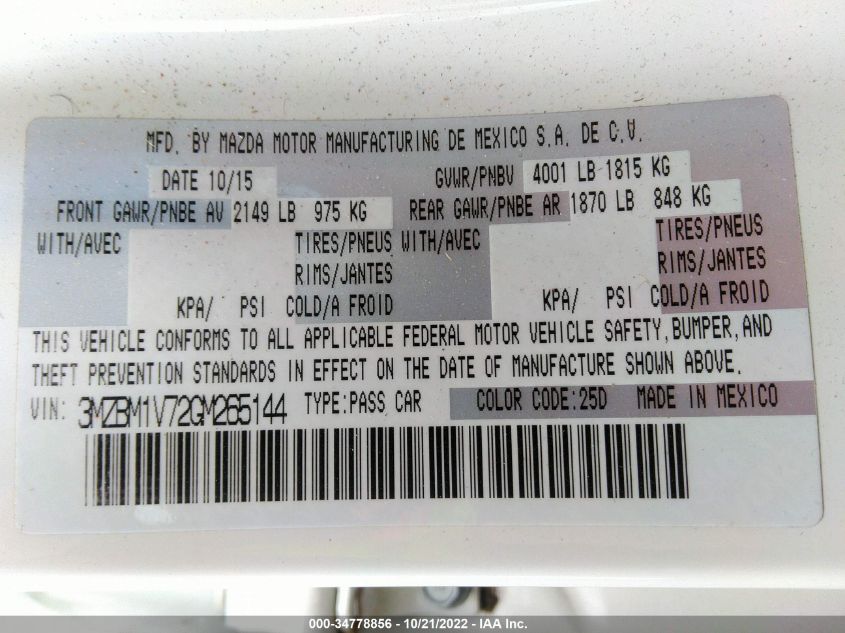 MFD. BY MAZDA MOTOR MANUFACTURING DE MEXICO S.A. DE C.V.
DATE 10/15 GVWR/PNBV 4001 LB 1815 KG
FRONT GAWR/PNBE AV 2149 LB 975 KG REAR GAWR/PNBE AR 1870 LB 848 KG
WITH/AVEC TIRES/PNEUS WITH/AVEC TIRES/PNEUS
RIMS/JANTES RIMS/JANTES
KPA/ PSI COLD/A FROID KPA/ PSI COLD/A FROID
THIS VEHICLE CONFORMS TO ALL APPLICABLE FEDERAL MOTOR VEHICLE SAFETY, BUMPER, AND
THEFT PREVENTION STANDARDS IN EFFECT ON THE DATE OF MANUFACTURE SHOWN ABOVE.
VIN: 3MZBM1V72GM265144 TYPE:PASS CAR COLOR CODE:25D MADE IN MEXICO
000-34778856 - 10/21/2022 - IAA Inc.